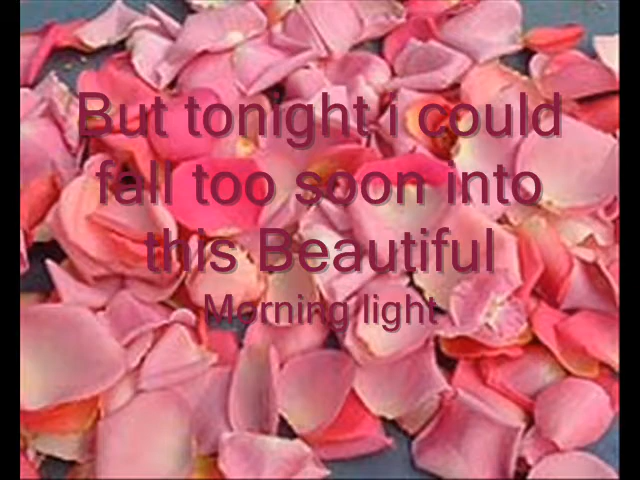 But tonight i could
fall too soon into
this Beautiful
Morning light